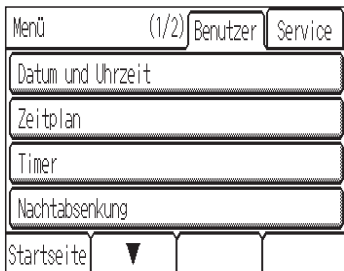 Menü (1/2) Benutzer Service
Datum und Uhrzeit
Zeitplan
Timer
Nachtabsenkung
Startseite ▼